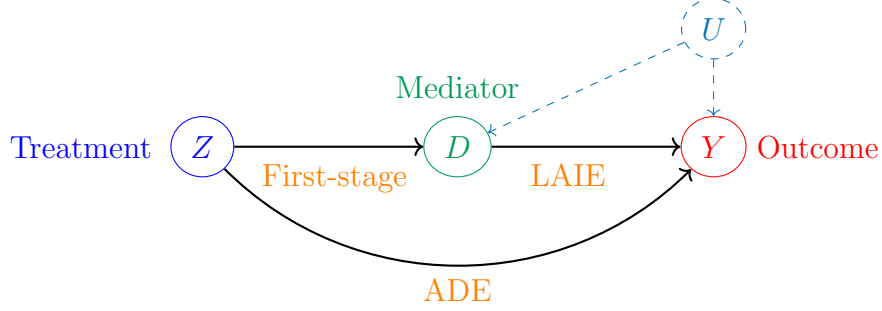 U
Mediator
Treatment Z D Y Outcome
First-stage LAIE
ADE